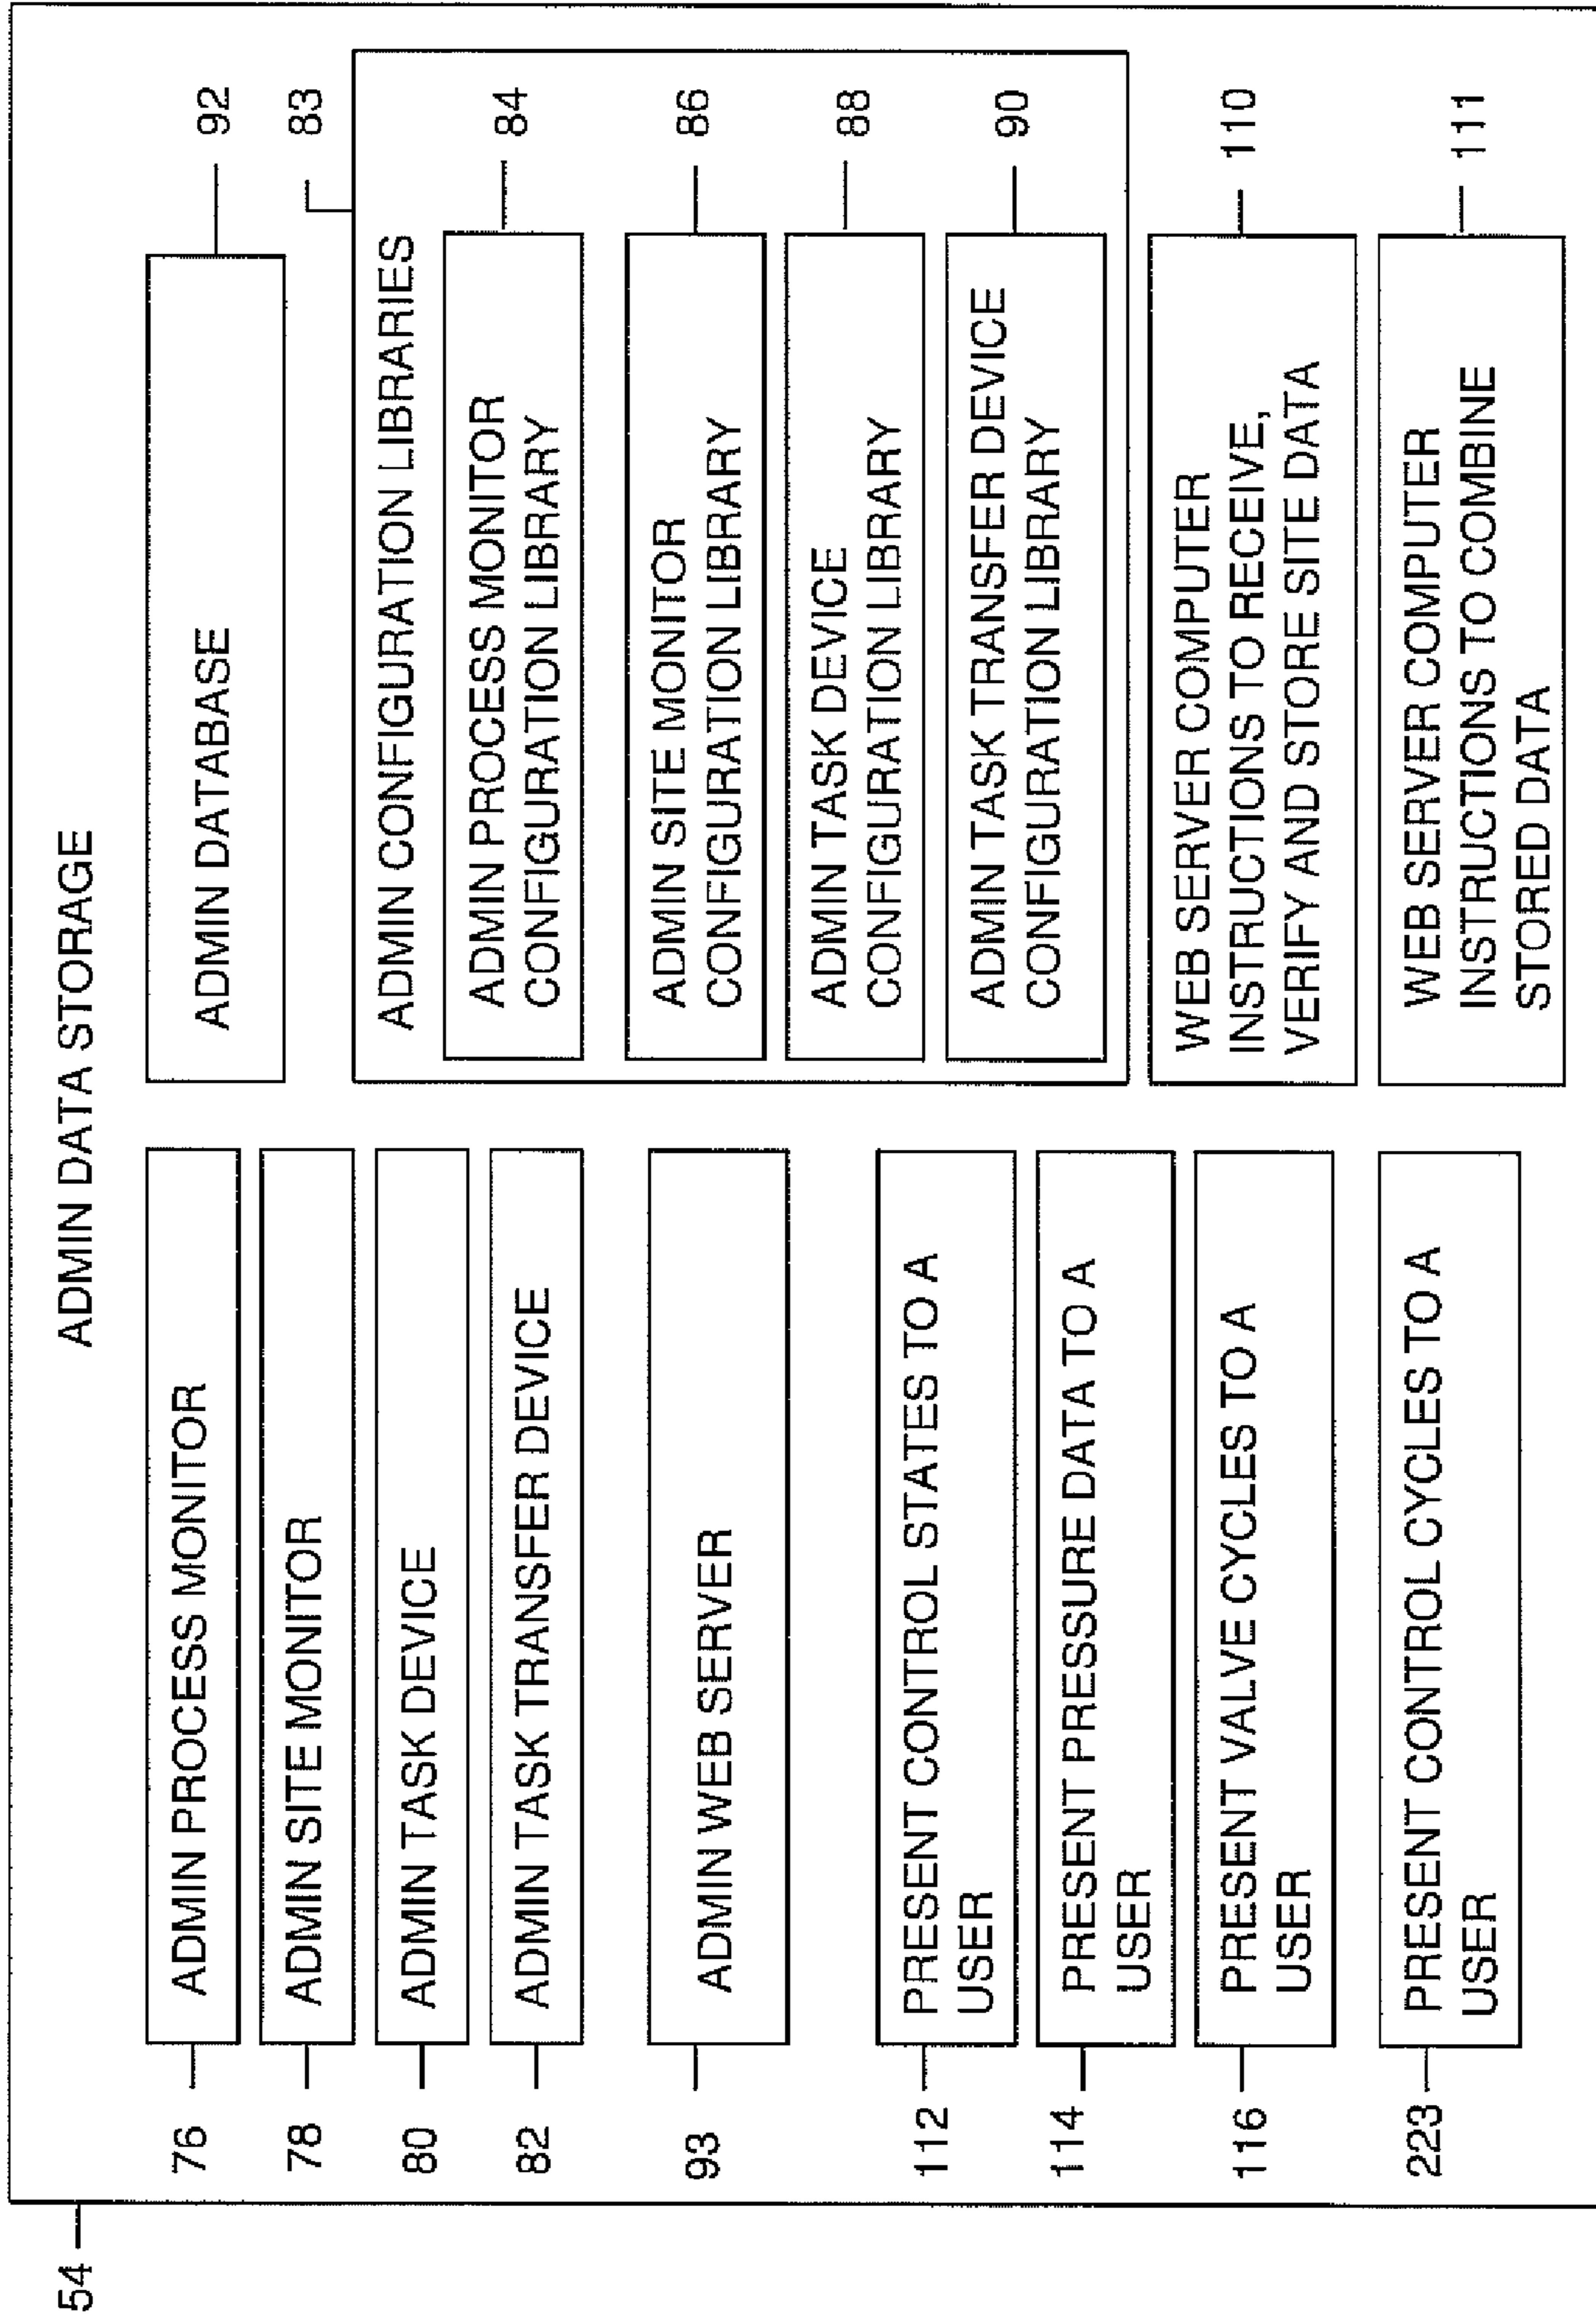 54
ADMIN DATA STORAGE
76
ADMIN PROCESS MONITOR
78
ADMIN SITE MONITOR
80
ADMIN TASK DEVICE
82
ADMIN TASK TRANSFER DEVICE
93
ADMIN WEB SERVER
112
PRESENT CONTROL STATES TO A
USER
114
PRESENT PRESSURE DATA TO A
USER
116
PRESENT VALVE CYCLES TO A
USER
223
PRESENT CONTROL CYCLES TO A
USER
ADMIN DATABASE
92
83
ADMIN CONFIGURATION LIBRARIES
ADMIN PROCESS MONITOR
CONFIGURATION LIBRARY
84
ADMIN SITE MONITOR
CONFIGURATION LIBRARY
86
ADMIN TASK DEVICE
CONFIGURATION LIBRARY
88
ADMIN TASK TRANSFER DEVICE
CONFIGURATION LIBRARY
90
WEB SERVER COMPUTER
INSTRUCTIONS TO RECEIVE,
VERIFY AND STORE SITE DATA
110
WEB SERVER COMPUTER
INSTRUCTIONS TO COMBINE
STORED DATA
111